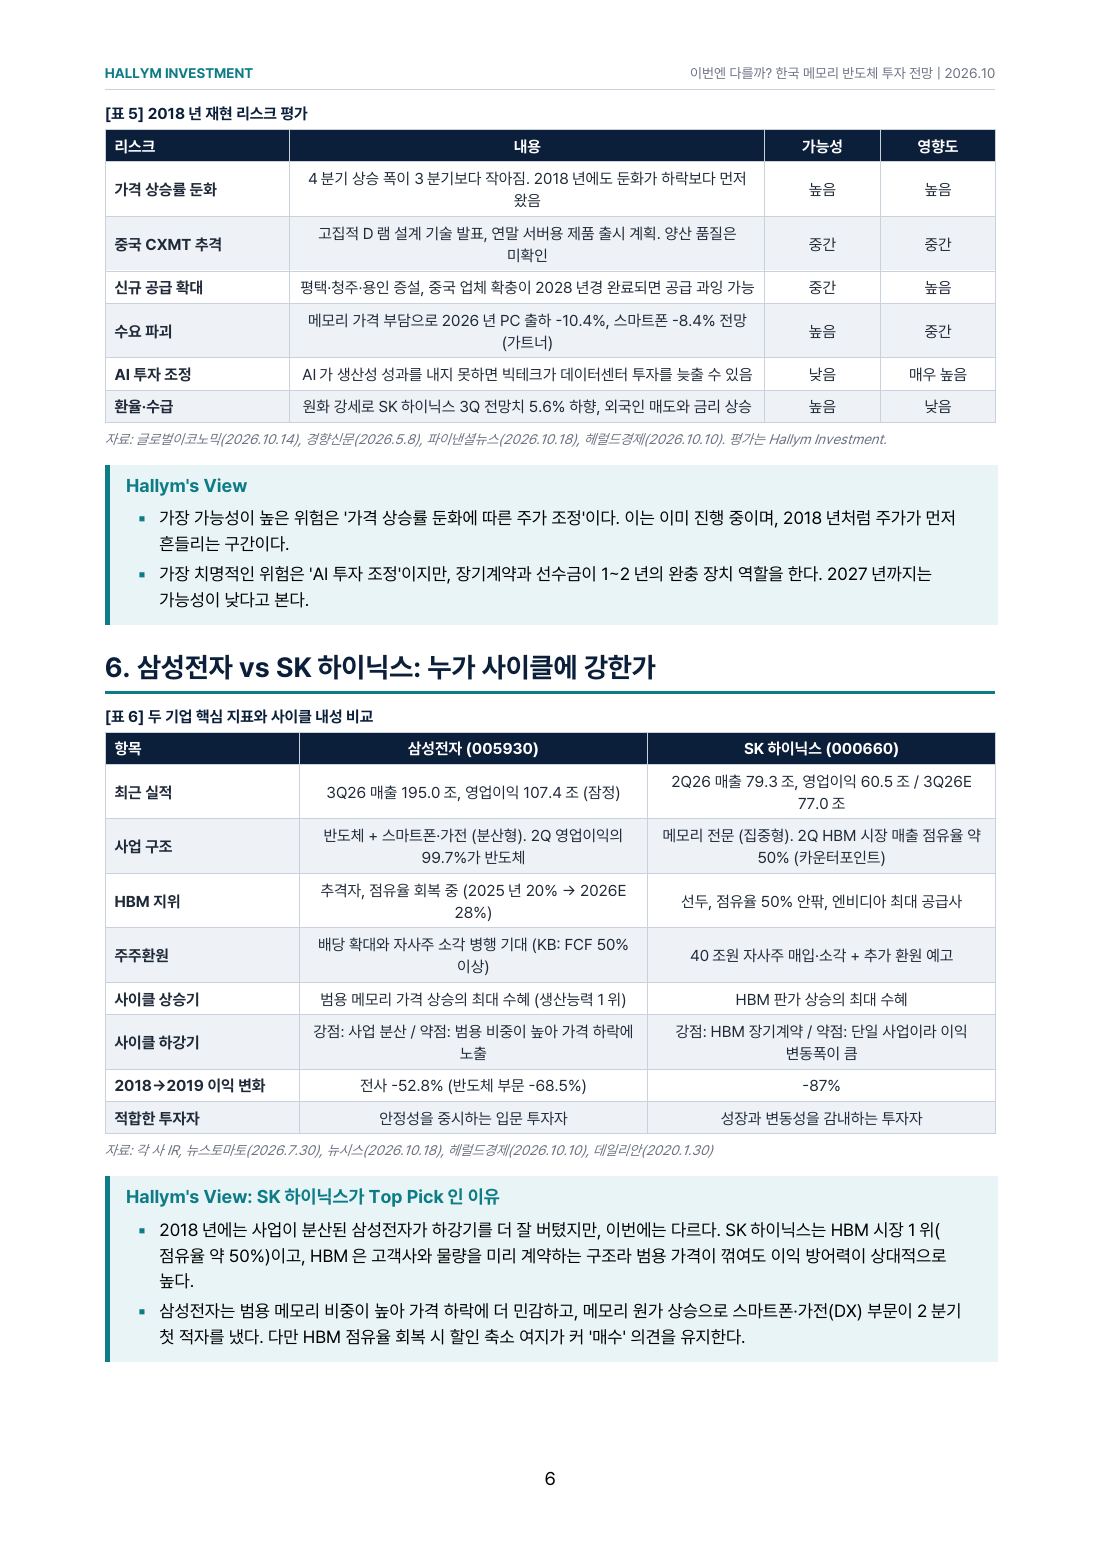 HALLYM INVESTMENT
이번엔 다를까? 한국 메모리 반도체 투자 전망 | 2026.10
[표 5] 2018 년 재현 리스크 평가
리스크 내용 가능성 영향도
가격 상승률 둔화 4 분기 상승 폭이 3 분기보다 작아짐. 2018 년에도 둔화가 하락보다 먼저 높음 높음
왔음
중국 CXMT 추격 고집적 D 램 설계 기술 발표, 연말 서버용 제품 출시 계획. 양산 품질은 중간 중간
미확인
신규 공급 확대 평택·청주·용인 증설, 중국 업체 확충이 2028 년경 완료되면 공급 과잉 가능 중간 높음
수요 파괴 메모리 가격 부담으로 2026 년 PC 출하 -10.4%, 스마트폰 -8.4% 전망 높음 중간
(가트너)
AI 투자 조정 AI 가 생산성 성과를 내지 못하면 빅테크가 데이터센터 투자를 늦출 수 있음 낮음 매우 높음
환율·수급 원화 강세로 SK 하이닉스 3Q 전망치 5.6% 하향, 외국인 매도와 금리 상승 높음 낮음
자료: 글로벌이코노믹(2026.10.14), 경향신문(2026.5.8), 파이낸셜뉴스(2026.10.18), 헤럴드경제(2026.10.10). 평가는 Hallym Investment.
Hallym's View
▪ 가장 가능성이 높은 위험은 '가격 상승률 둔화에 따른 주가 조정'이다. 이는 이미 진행 중이며, 2018 년처럼 주가가 먼저
흔들리는 구간이다.
▪ 가장 치명적인 위험은 'AI 투자 조정'이지만, 장기계약과 선수금이 1~2 년의 완충 장치 역할을 한다. 2027 년까지는
가능성이 낮다고 본다.
6. 삼성전자 vs SK 하이닉스: 누가 사이클에 강한가
[표 6] 두 기업 핵심 지표와 사이클 내성 비교
항목 삼성전자 (005930) SK 하이닉스 (000660)
최근 실적 3Q26 매출 195.0 조, 영업이익 107.4 조 (잠정) 2Q26 매출 79.3 조, 영업이익 60.5 조 / 3Q26E
77.0 조
사업 구조 반도체 + 스마트폰·가전 (분산형). 2Q 영업이익의 메모리 전문 (집중형). 2Q HBM 시장 매출 점유율 약
99.7%가 반도체 50% (카운터포인트)
HBM 지위 추격자, 점유율 회복 중 (2025 년 20% → 2026E 선두, 점유율 50% 안팎, 엔비디아 최대 공급사
28%)
주주환원 배당 확대와 자사주 소각 병행 기대 (KB: FCF 50% 40 조원 자사주 매입·소각 + 추가 환원 예고
이상)
사이클 상승기 범용 메모리 가격 상승의 최대 수혜 (생산능력 1 위) HBM 판가 상승의 최대 수혜
사이클 하강기 강점: 사업 분산 / 약점: 범용 비중이 높아 가격 하락에 강점: HBM 장기계약 / 약점: 단일 사업이라 이익
노출 변동폭이 큼
2018→2019 이익 변화 전사 -52.8% (반도체 부문 -68.5%) -87%
적합한 투자자 안정성을 중시하는 입문 투자자 성장과 변동성을 감내하는 투자자
자료: 각 사 IR, 뉴스토마토(2026.7.30), 뉴시스(2026.10.18), 헤럴드경제(2026.10.10), 데일리안(2020.1.30)
Hallym's View: SK 하이닉스가 Top Pick 인 이유
▪ 2018 년에는 사업이 분산된 삼성전자가 하강기를 더 잘 버텼지만, 이번에는 다르다. SK 하이닉스는 HBM 시장 1 위(
점유율 약 50%)이고, HBM 은 고객사와 물량을 미리 계약하는 구조라 범용 가격이 꺾여도 이익 방어력이 상대적으로
높다.
▪ 삼성전자는 범용 메모리 비중이 높아 가격 하락에 더 민감하고, 메모리 원가 상승으로 스마트폰·가전(DX) 부문이 2 분기
첫 적자를 냈다. 다만 HBM 점유율 회복 시 할인 축소 여지가 커 '매수' 의견을 유지한다.
6